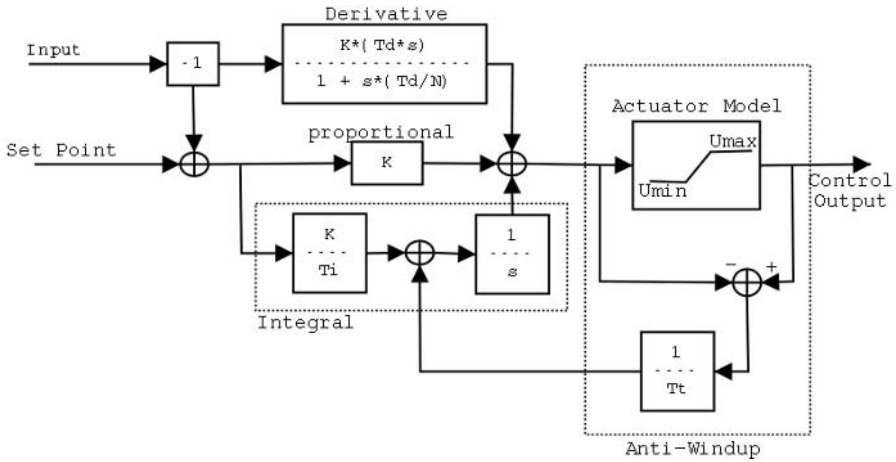 Derivative
Input
-1
K*(Td*s)
1 + s*(Td/N)
Actuator Model
proportional
Set Point
K
Umax
Umin
Control
Output
K
Ti
1
s
- +
Integral
1
Tt
Anti-Windup